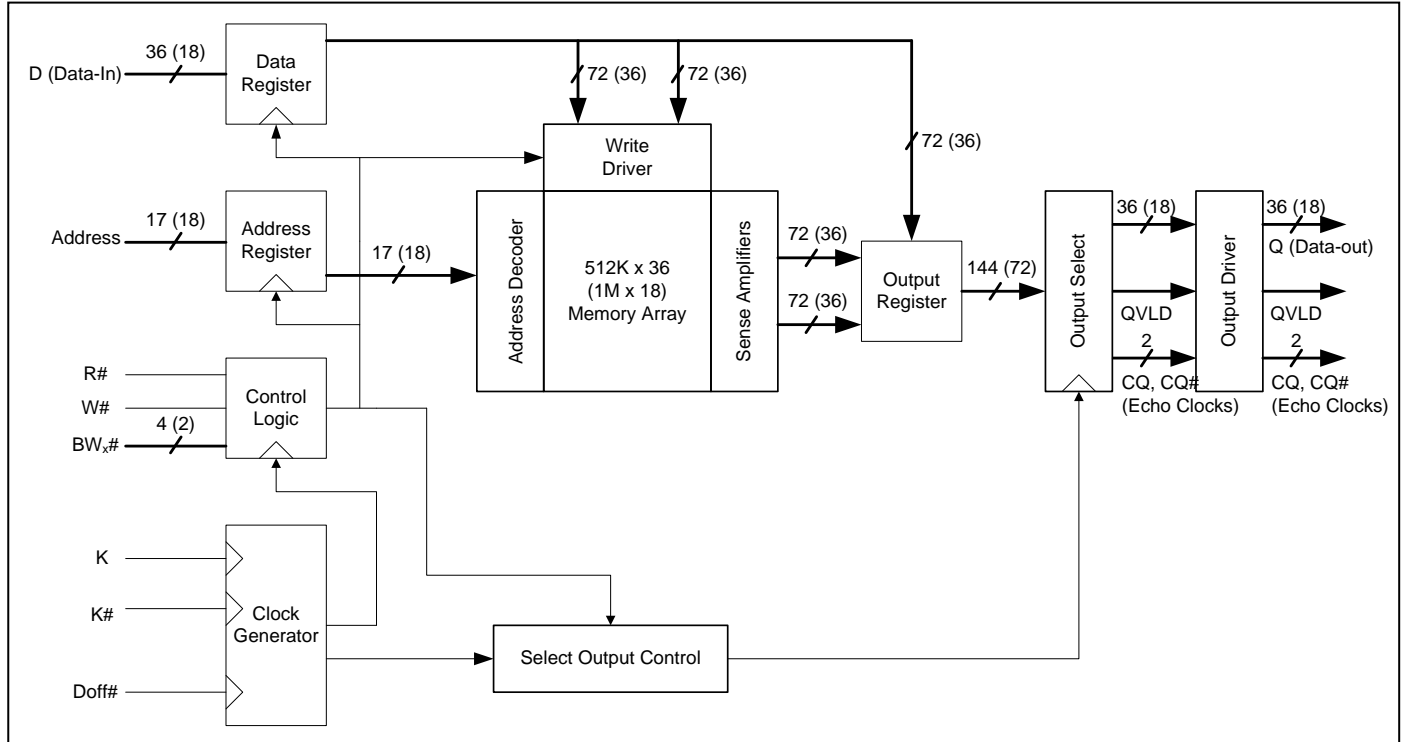 36 (18)
D (Data-In)
Data
Register
72 (36)
72 (36)
72 (36)
Write
Driver
17 (18)
Address
Address
Register
17 (18)
Address Decoder
512K x 36
(1M x 18)
Memory Array
Sense Amplifiers
72 (36)
72 (36)
Output
Register
144 (72)
Output Select
36 (18)
QVLD
2
CQ, CQ#
(Echo Clocks)
Output Driver
36 (18)
Q (Data-out)
QVLD
2
CQ, CQ#
(Echo Clocks)
R#
W#
4 (2)
BWx#
Control
Logic
K
K#
Doff#
Clock
Generator
Select Output Control